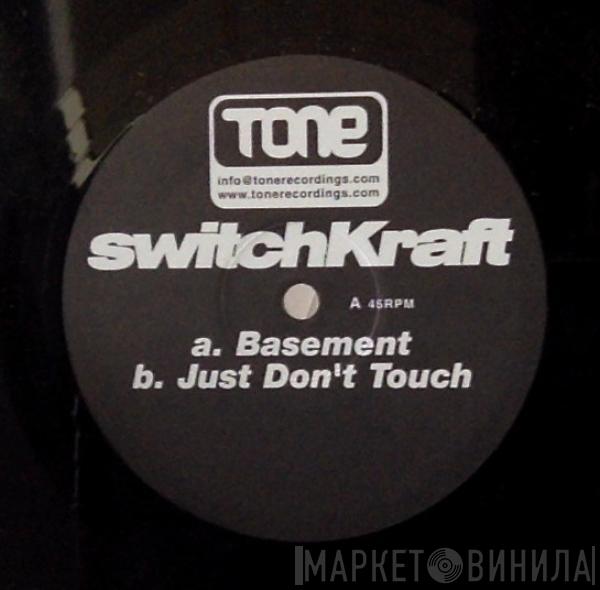 TONE
info@tonerecordings.com
www.tonerecordings.com
switchKraft
A 45RPM
a. Basement
b. Just Don't Touch
МАРКЕТ ВИНИЛА